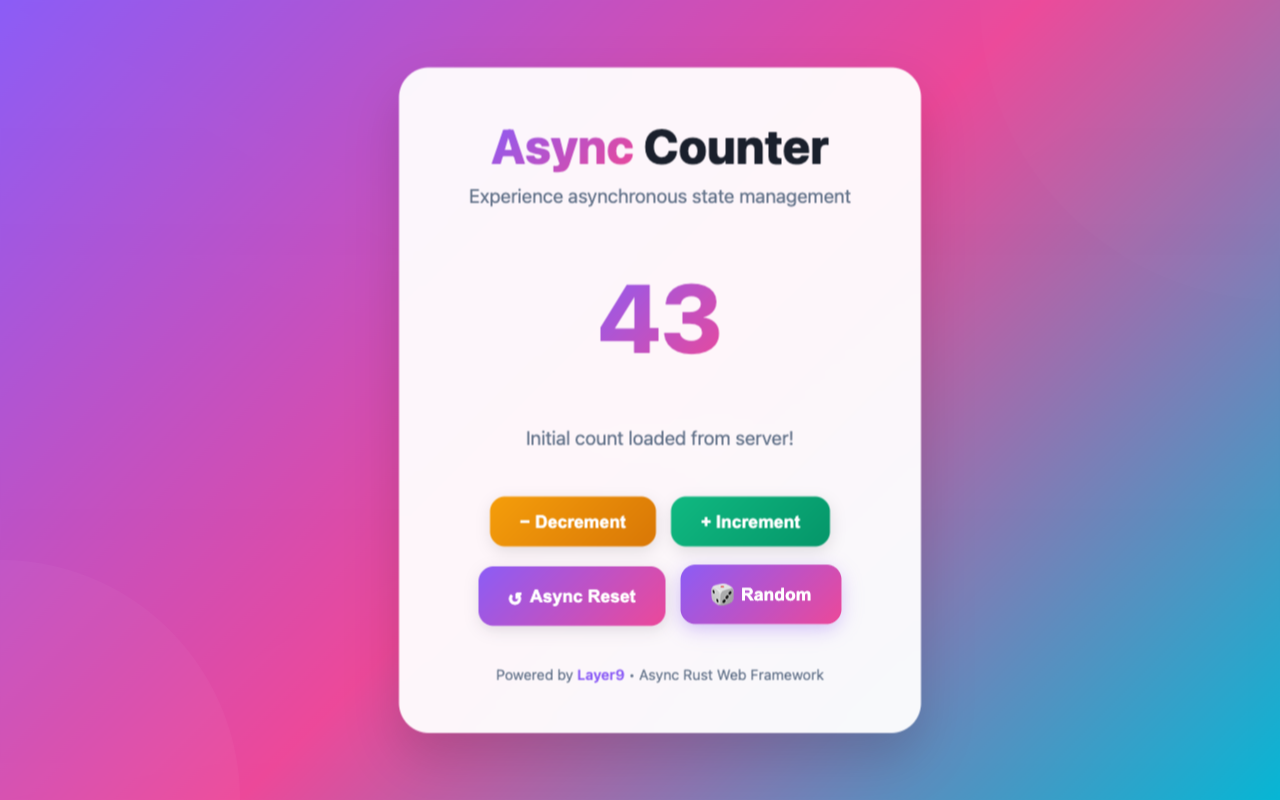 Async Counter
Experience asynchronous state management
43
Initial count loaded from server!
− Decrement
+ Increment
↺ Async Reset
🎲 Random
Powered by Layer9 • Async Rust Web Framework